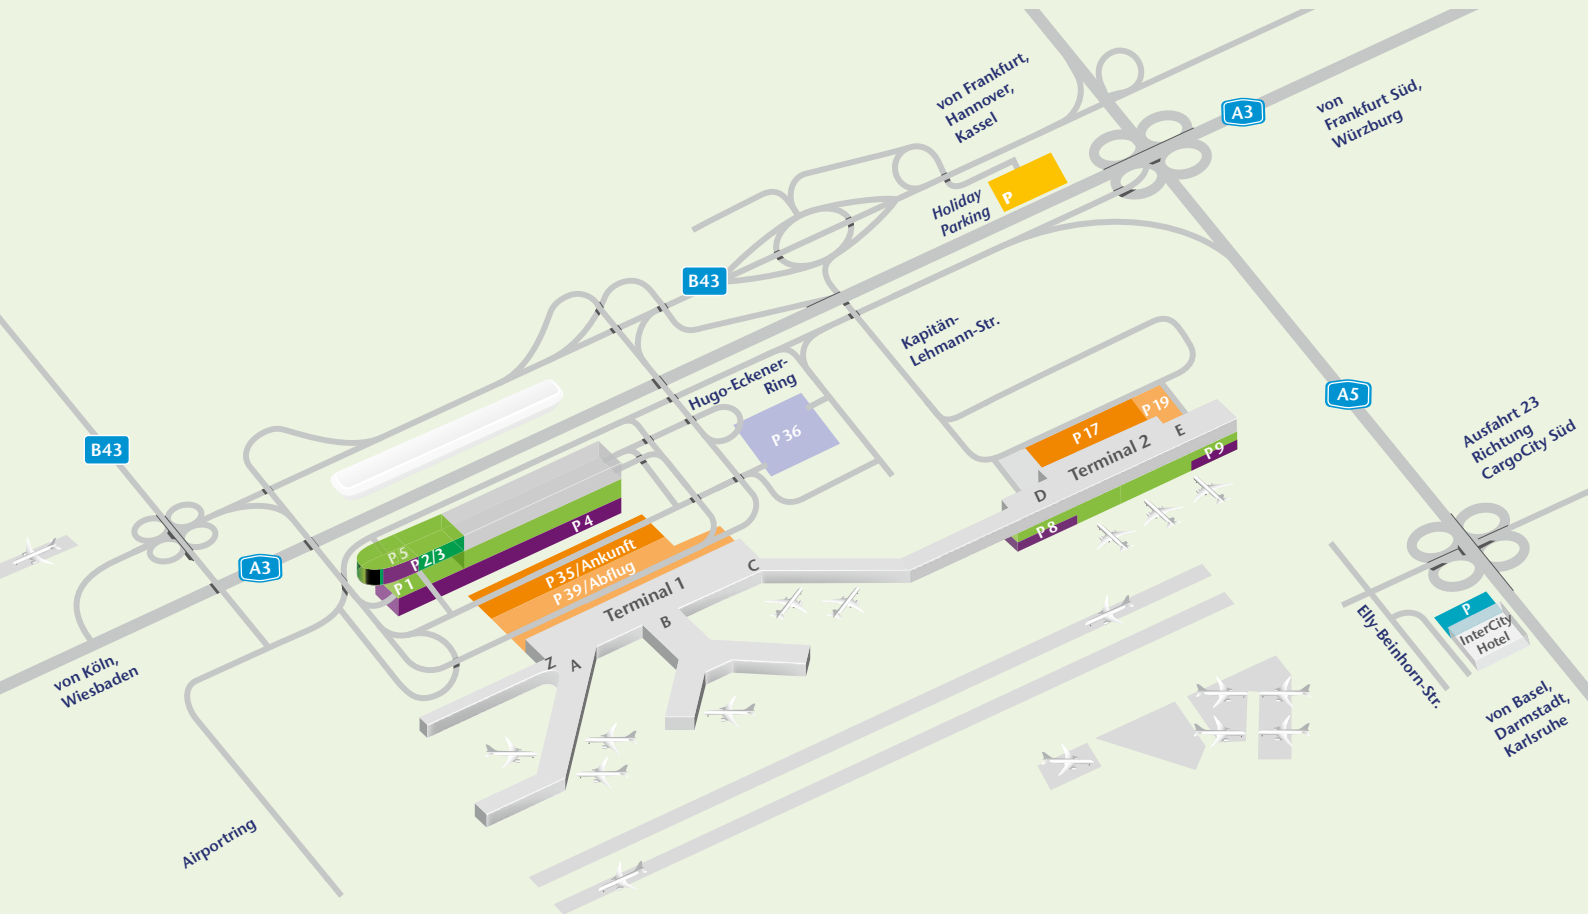 von Frankfurt,
Hannover,
Kassel
A3
von
Frankfurt Süd,
Würzburg
Holiday
Parking
P
B43
Kapitän-
Lehmann-Str.
Hugo-Eckener-
Ring
A5
P 36
P 17
P 19
Terminal 2
E
D
P 9
P 8
Ausfahrt 23
Richtung
CargoCity Süd
B43
A3
P 5
P 2/3
P 1
P 4
P 35/Ankunft
P 39/Abflug
Terminal 1
C
B
Z
A
P
InterCity
Hotel
Elly-Beinhorn-Str.
von Köln,
Wiesbaden
von Basel,
Darmstadt,
Karlsruhe
Airportring